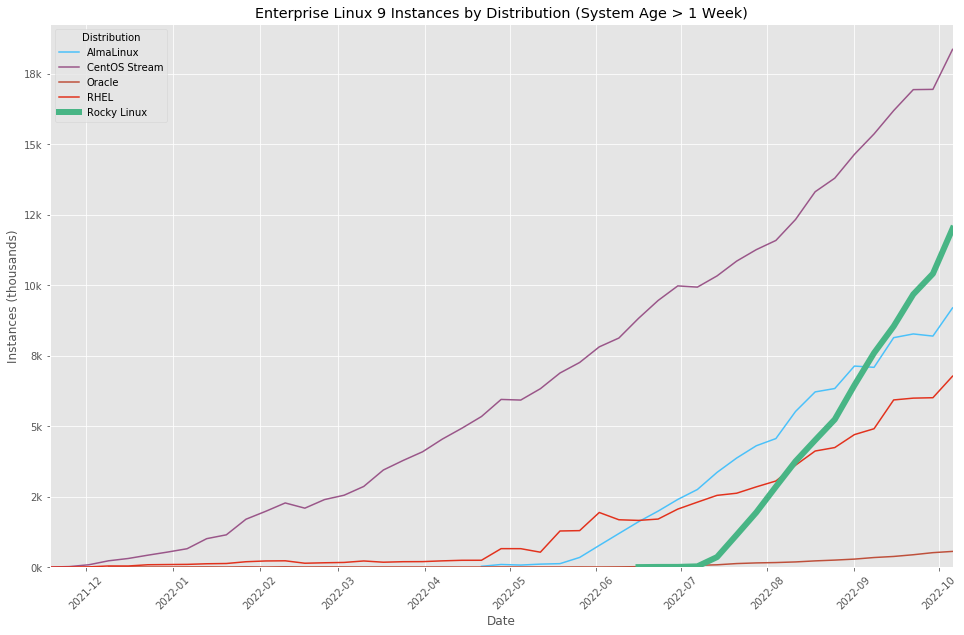 Enterprise Linux 9 Instances by Distribution (System Age > 1 Week)
Distribution
AlmaLinux
CentOS Stream
Oracle
RHEL
Rocky Linux
18k
15k
12k
10k
8k
5k
2k
0k
Instances (thousands)
2021-12
2022-01
2022-02
2022-03
2022-04
2022-05
2022-06
2022-07
2022-08
2022-09
2022-10
Date